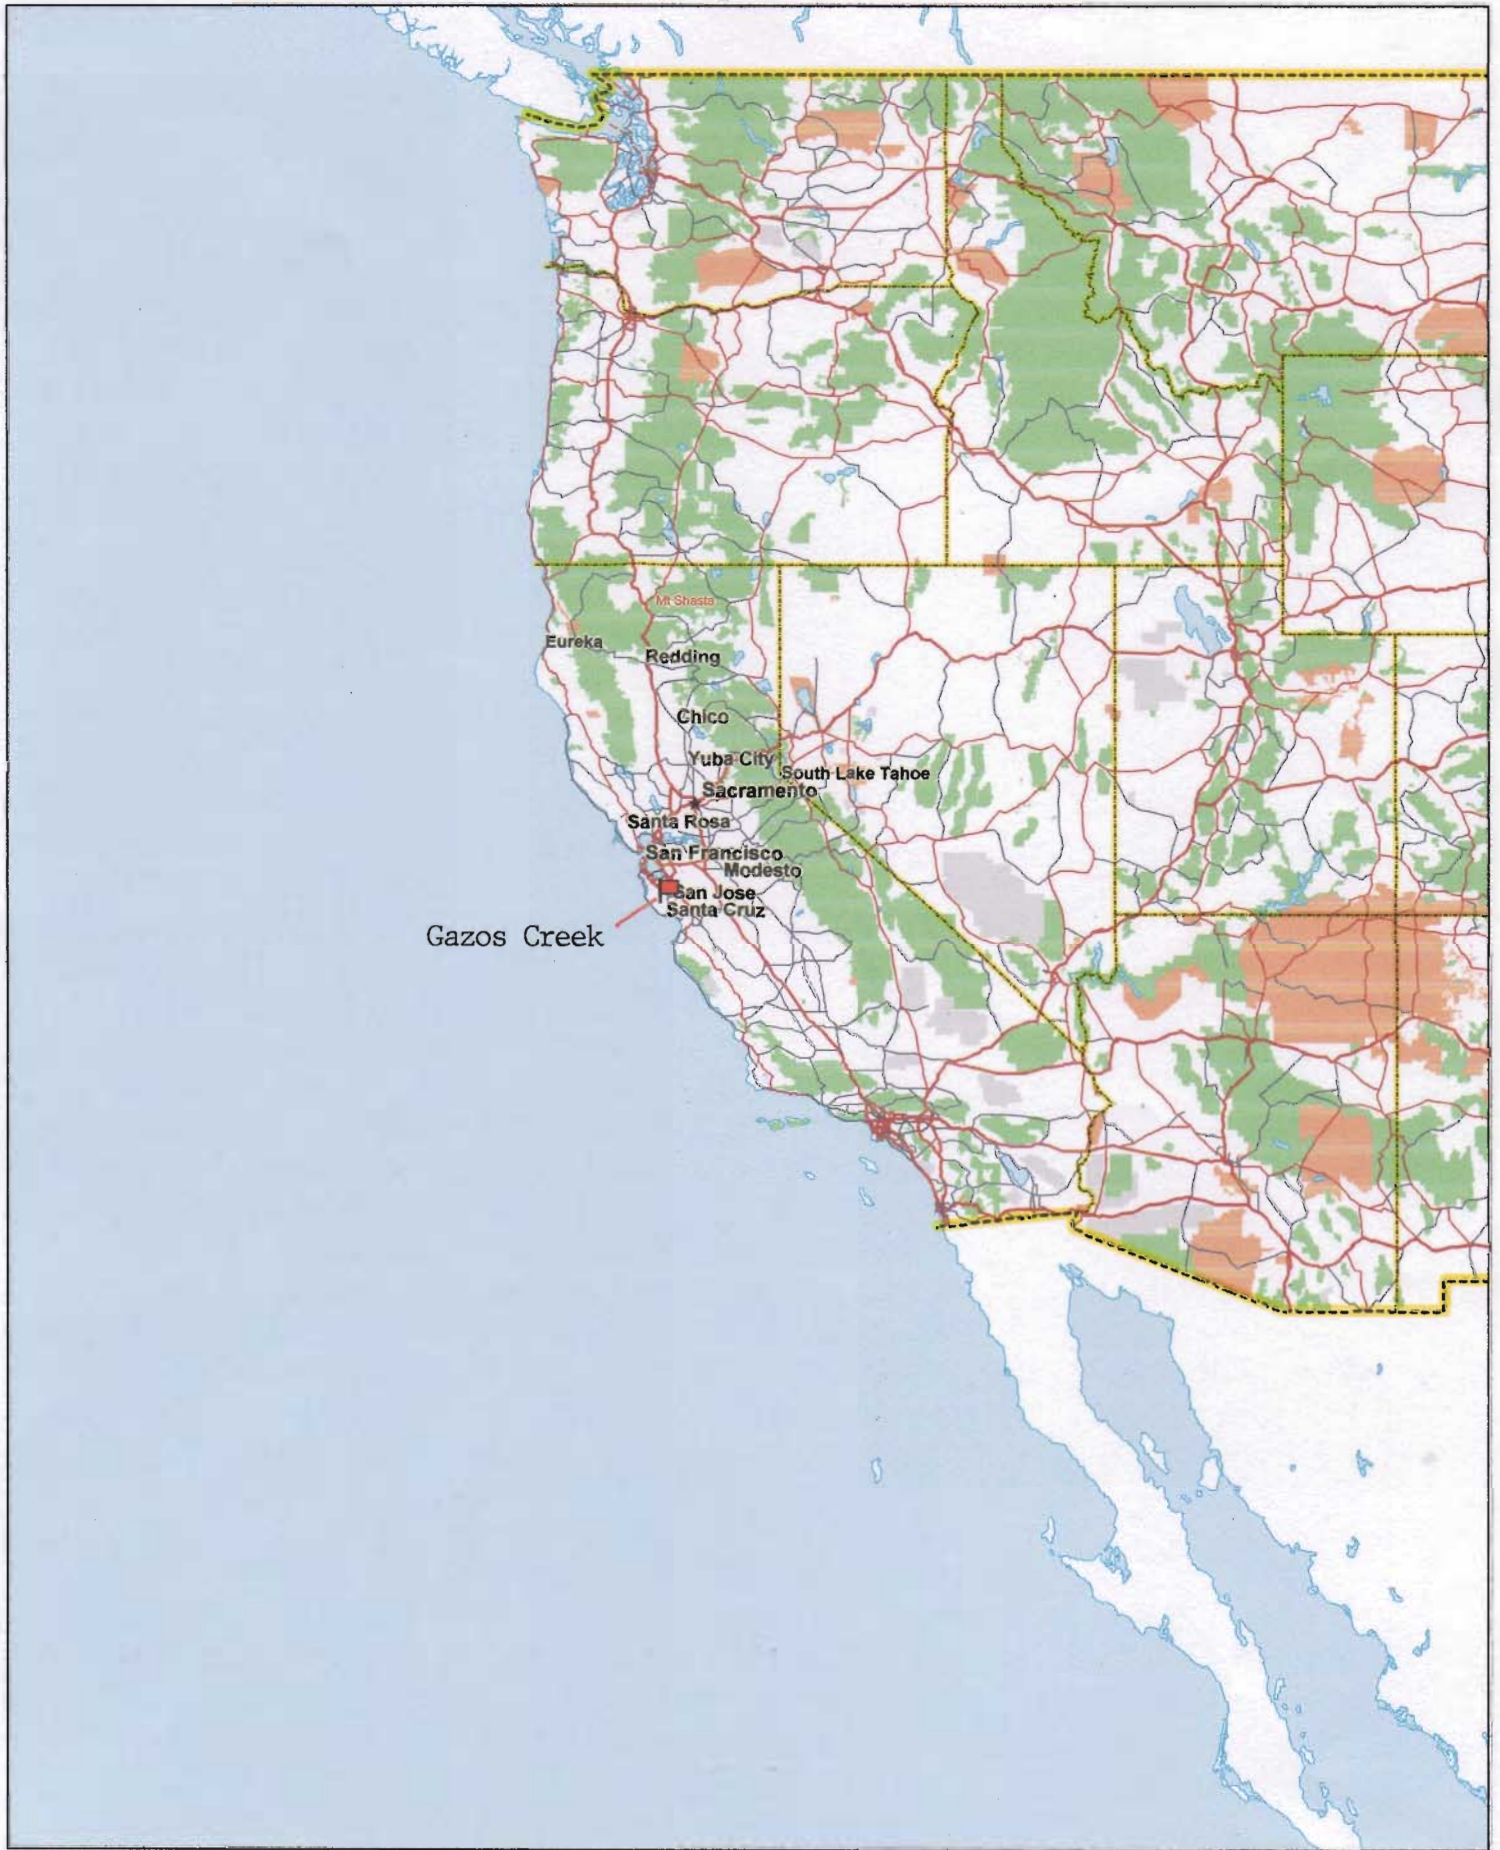 Mt Shasta
Eureka
Redding
Chico
Yuba City
South Lake Tahoe
Sacramento
Santa Rosa
San Francisco
Modesto
San Jose
Santa Cruz
Gazos Creek